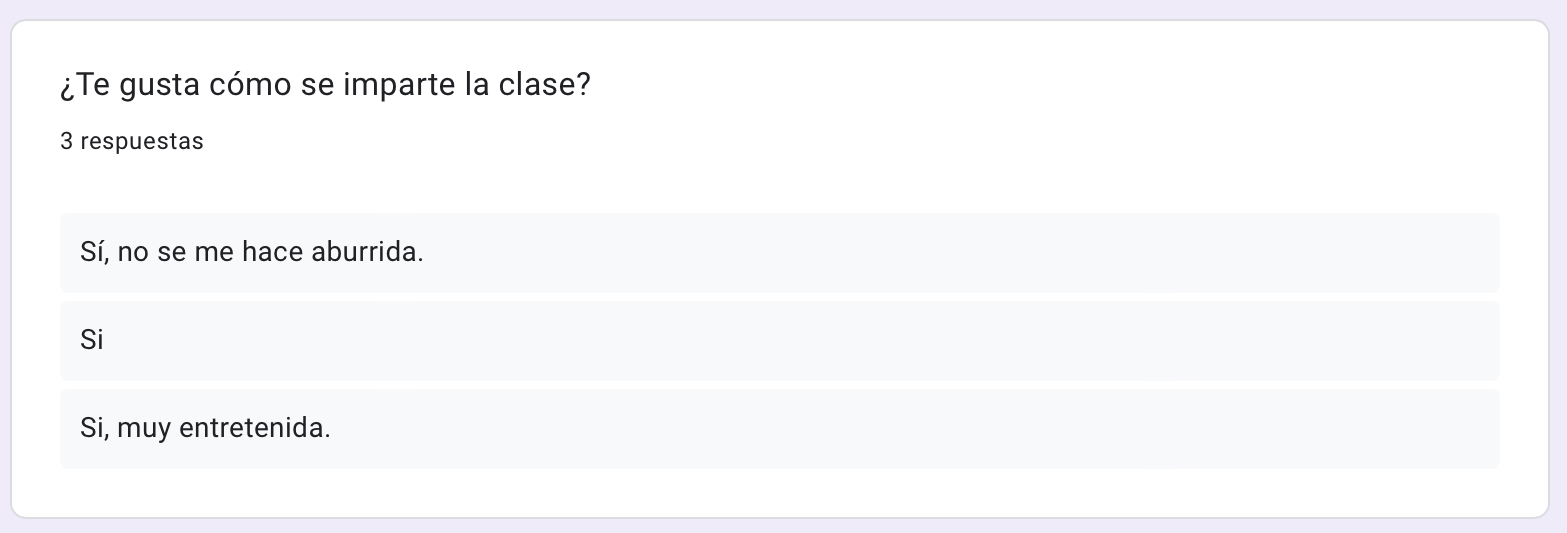 ¿Te gusta cómo se imparte la clase?
3 respuestas
Sí, no se me hace aburrida.
Si
Si, muy entretenida.